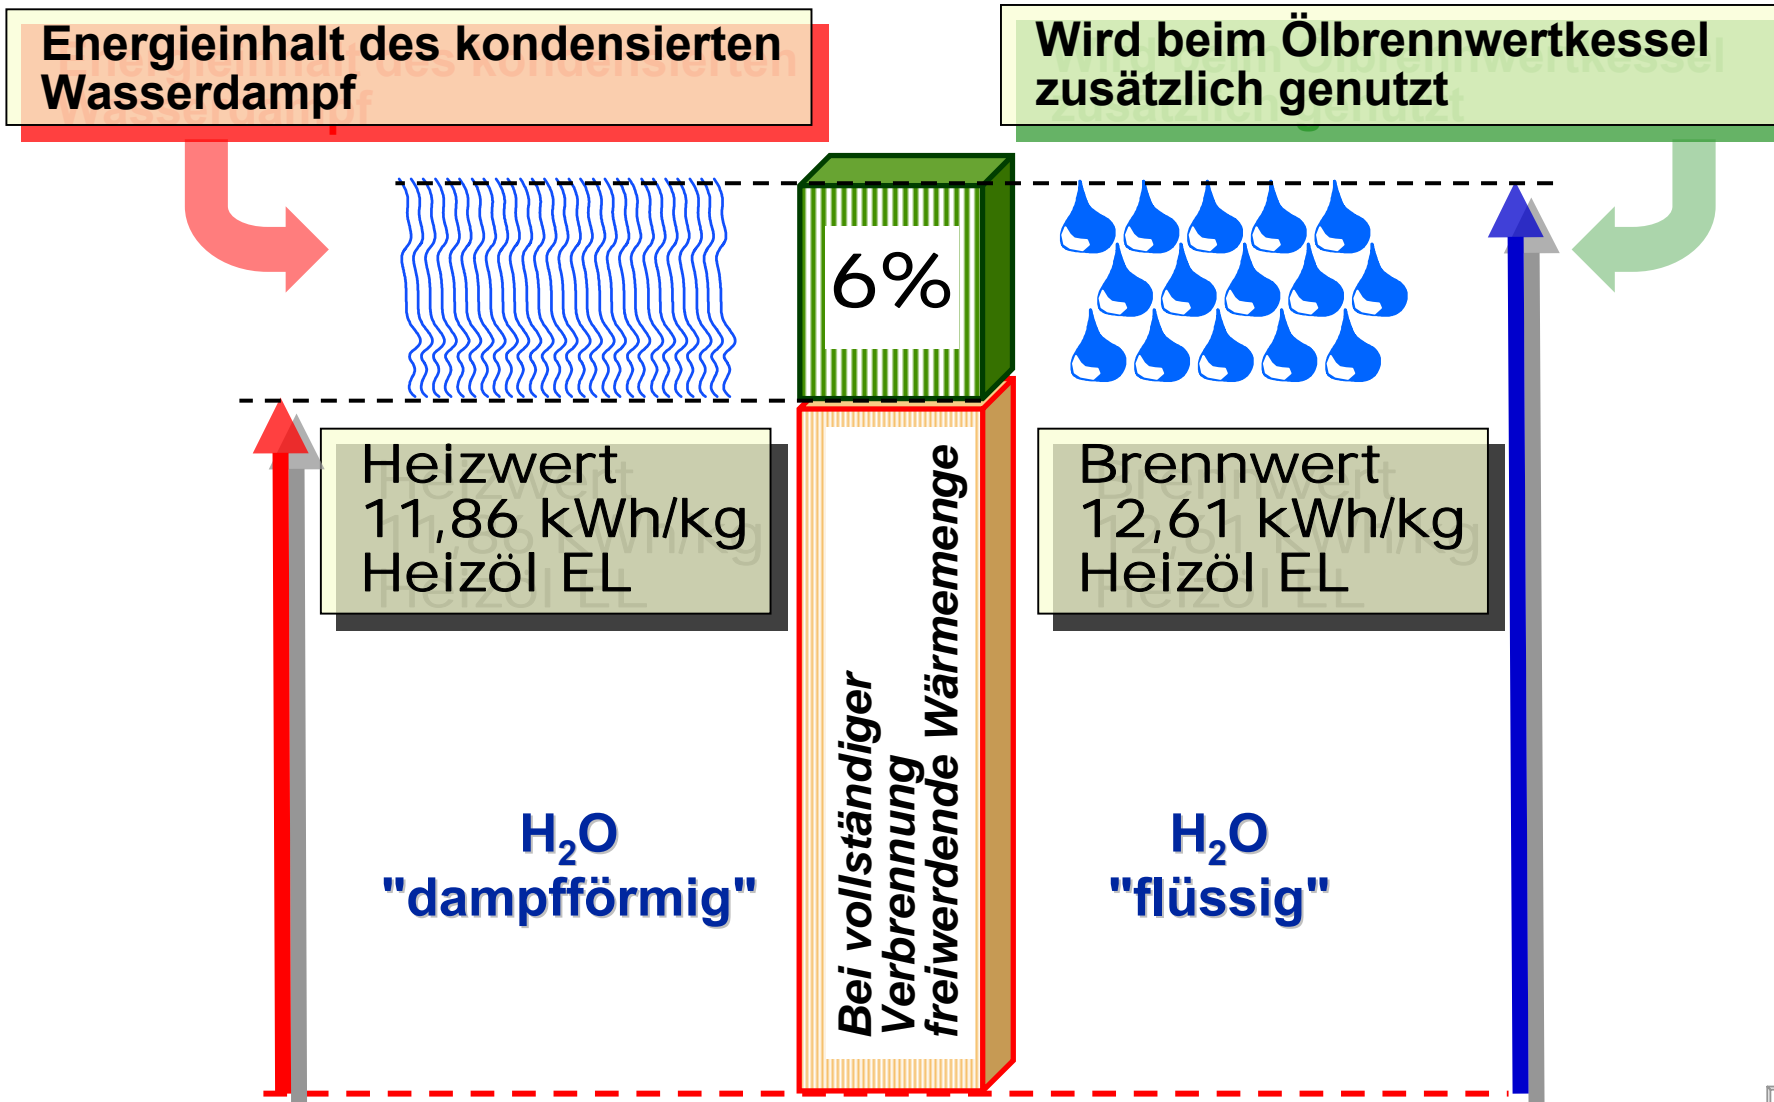 Energieinhalt des kondensierten
Wasserdampf
Wird beim Ölbrennwertkessel
zusätzlich genutzt
6%
Heizwert
11,86 kWh/kg
Heizöl EL
Brennwert
12,61 kWh/kg
Heizöl EL
Bei vollständiger
Verbrennung
freiwerdende Wärmemenge
H₂O
"dampfförmig"
H₂O
"flüssig"